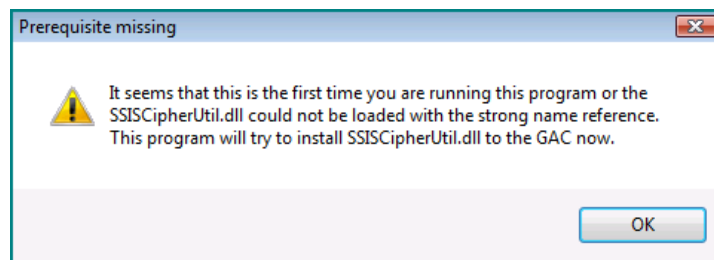 Prerequisite missing
It seems that this is the first time you are running this program or the
SSISCipherUtil.dll could not be loaded with the strong name reference.
This program will try to install SSISCipherUtil.dll to the GAC now.
OK